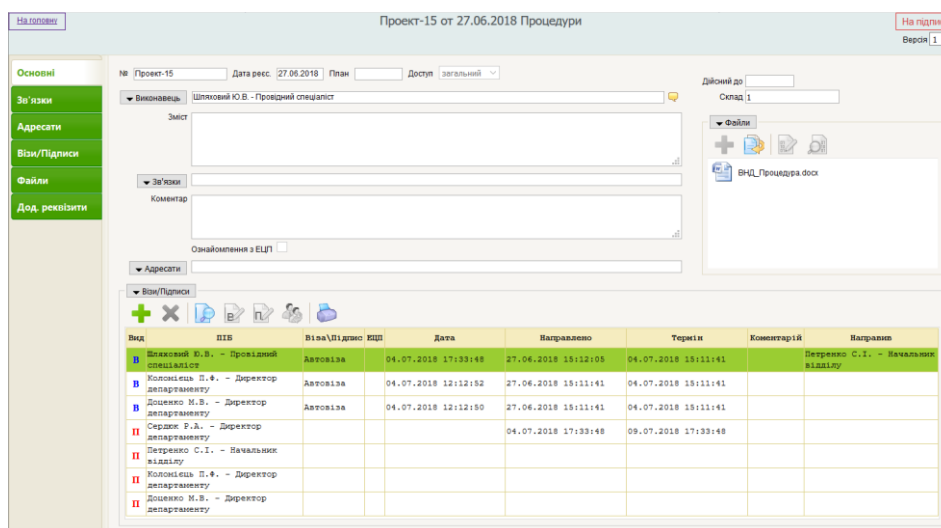 На головну
Проект-15 от 27.06.2018 Процедури
На підпи
Версія 1
Основні
Зв'язки
Адресати
Візи/Підписи
Файли
Дод. реквізити
№ Проект-15 Дата реєс. 27.06.2018 План Доступ загальний
Дійсний до
Виконавець Шляховий Ю.В. - Провідний спеціаліст
Склад 1
Зміст
Файли
ВНД_Процедура.docx
Зв'язки
Коментар
Ознайомлення з ЕЦП
Адресати
Візи/Підписи
Вид ПІБ Віза\Підпис ЕЦП Дата Направлено Термін Коментарій Направив
В Шляховий Ю.В. - Провідний спеціаліст Автовіза 04.07.2018 17:33:48 27.06.2018 15:12:05 04.07.2018 15:11:41 Петренко С.І. - Начальник відділу
В Коломієць П.Ф. - Директор департаменту Автовіза 04.07.2018 12:12:52 27.06.2018 15:11:41 04.07.2018 15:11:41
В Доценко М.В. - Директор департаменту Автовіза 04.07.2018 12:12:50 27.06.2018 15:11:41 04.07.2018 15:11:41
П Сердюк Р.А. - Директор департаменту 04.07.2018 17:33:48 09.07.2018 17:33:48
П Петренко С.І. - Начальник відділу
П Коломієць П.Ф. - Директор департаменту
П Доценко М.В. - Директор департаменту